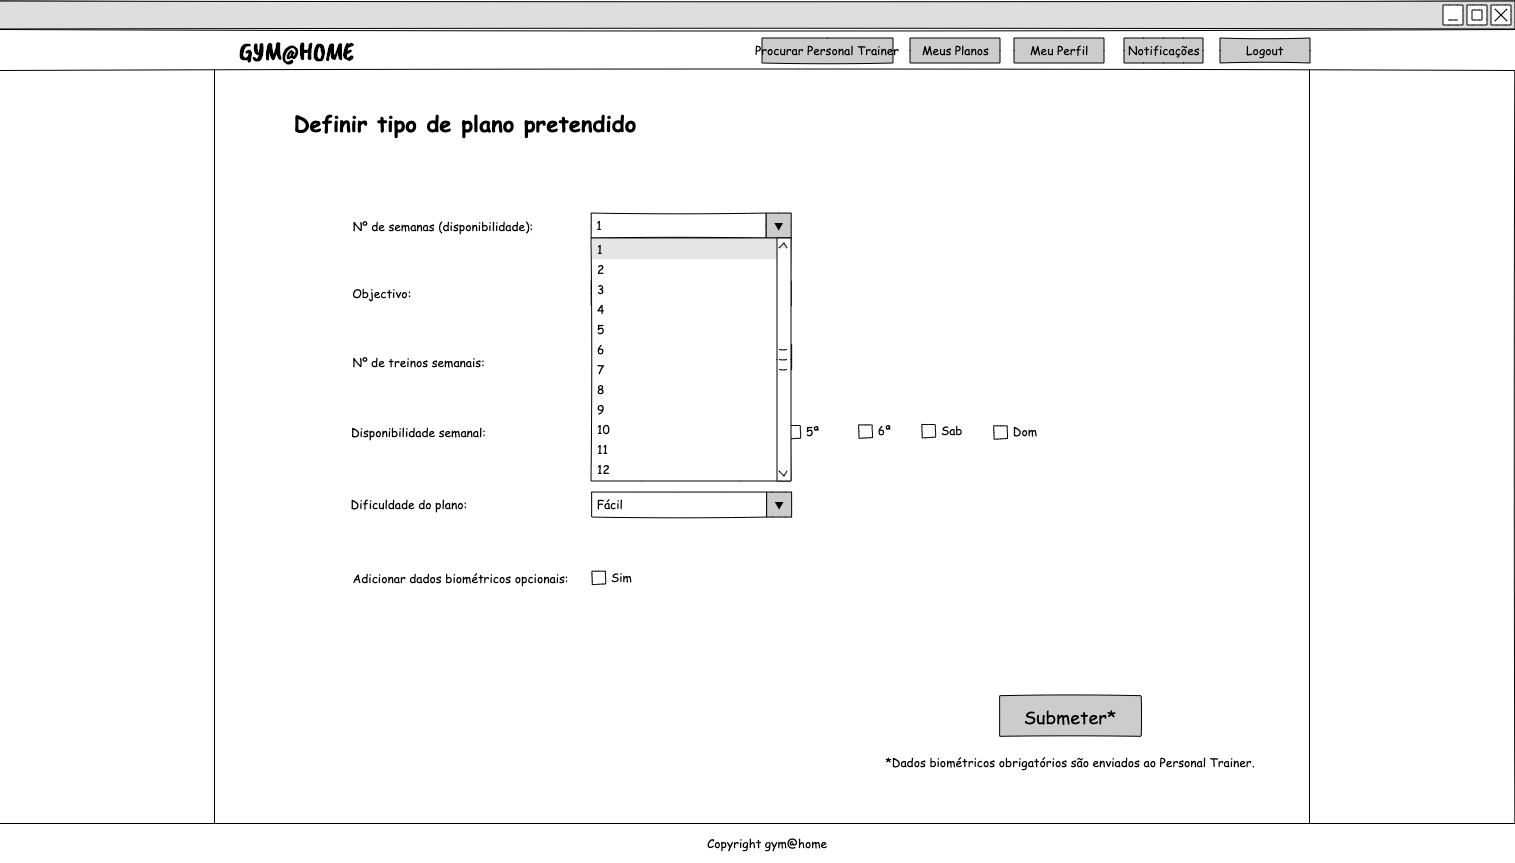 GYM@HOME
Procurar Personal Trainer
Meus Planos
Meu Perfil
Notificações
Logout
Definir tipo de plano pretendido
Nº de semanas (disponibilidade):
1
1
2
3
4
5
6
7
8
9
10
11
12
Objectivo:
Nº de treinos semanais:
Disponibilidade semanal:
5ª
6ª
Sab
Dom
Dificuldade do plano:
Fácil
Adicionar dados biométricos opcionais:
Sim
Submeter*
*Dados biométricos obrigatórios são enviados ao Personal Trainer.
Copyright gym@home